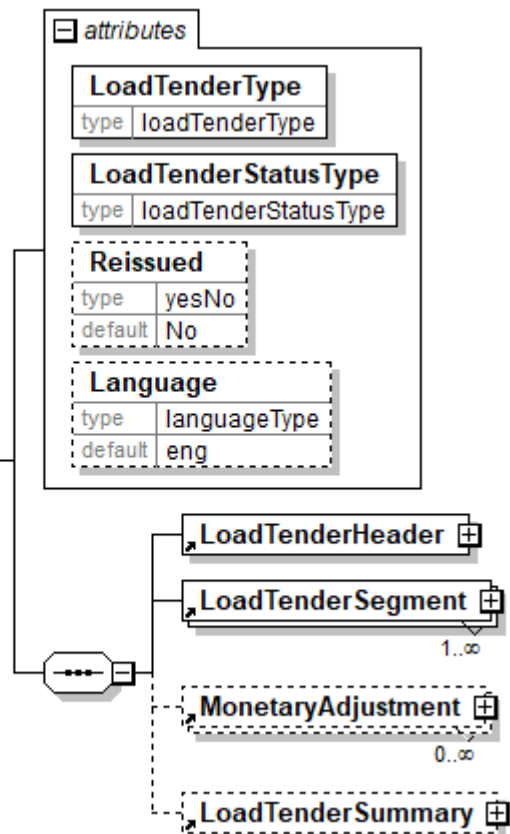 attributes
LoadTenderType
type loadTenderType
LoadTenderStatusType
type loadTenderStatusType
Reissued
type yesNo
default No
Language
type languageType
default eng
LoadTenderHeader
LoadTenderSegment
1..∞
MonetaryAdjustment
0..∞
LoadTenderSummary